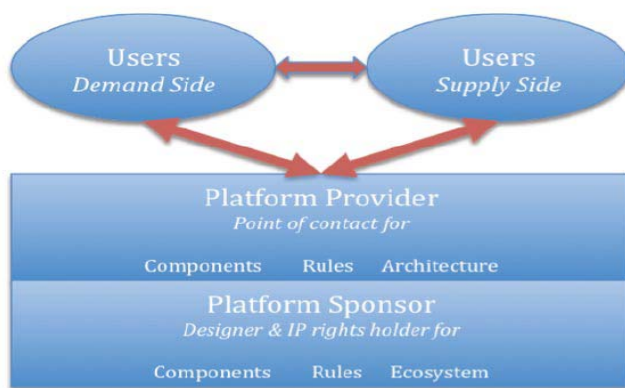 Users
Demand Side
Users
Supply Side
Platform Provider
Point of contact for
Components Rules Architecture
Platform Sponsor
Designer & IP rights holder for
Components Rules Ecosystem